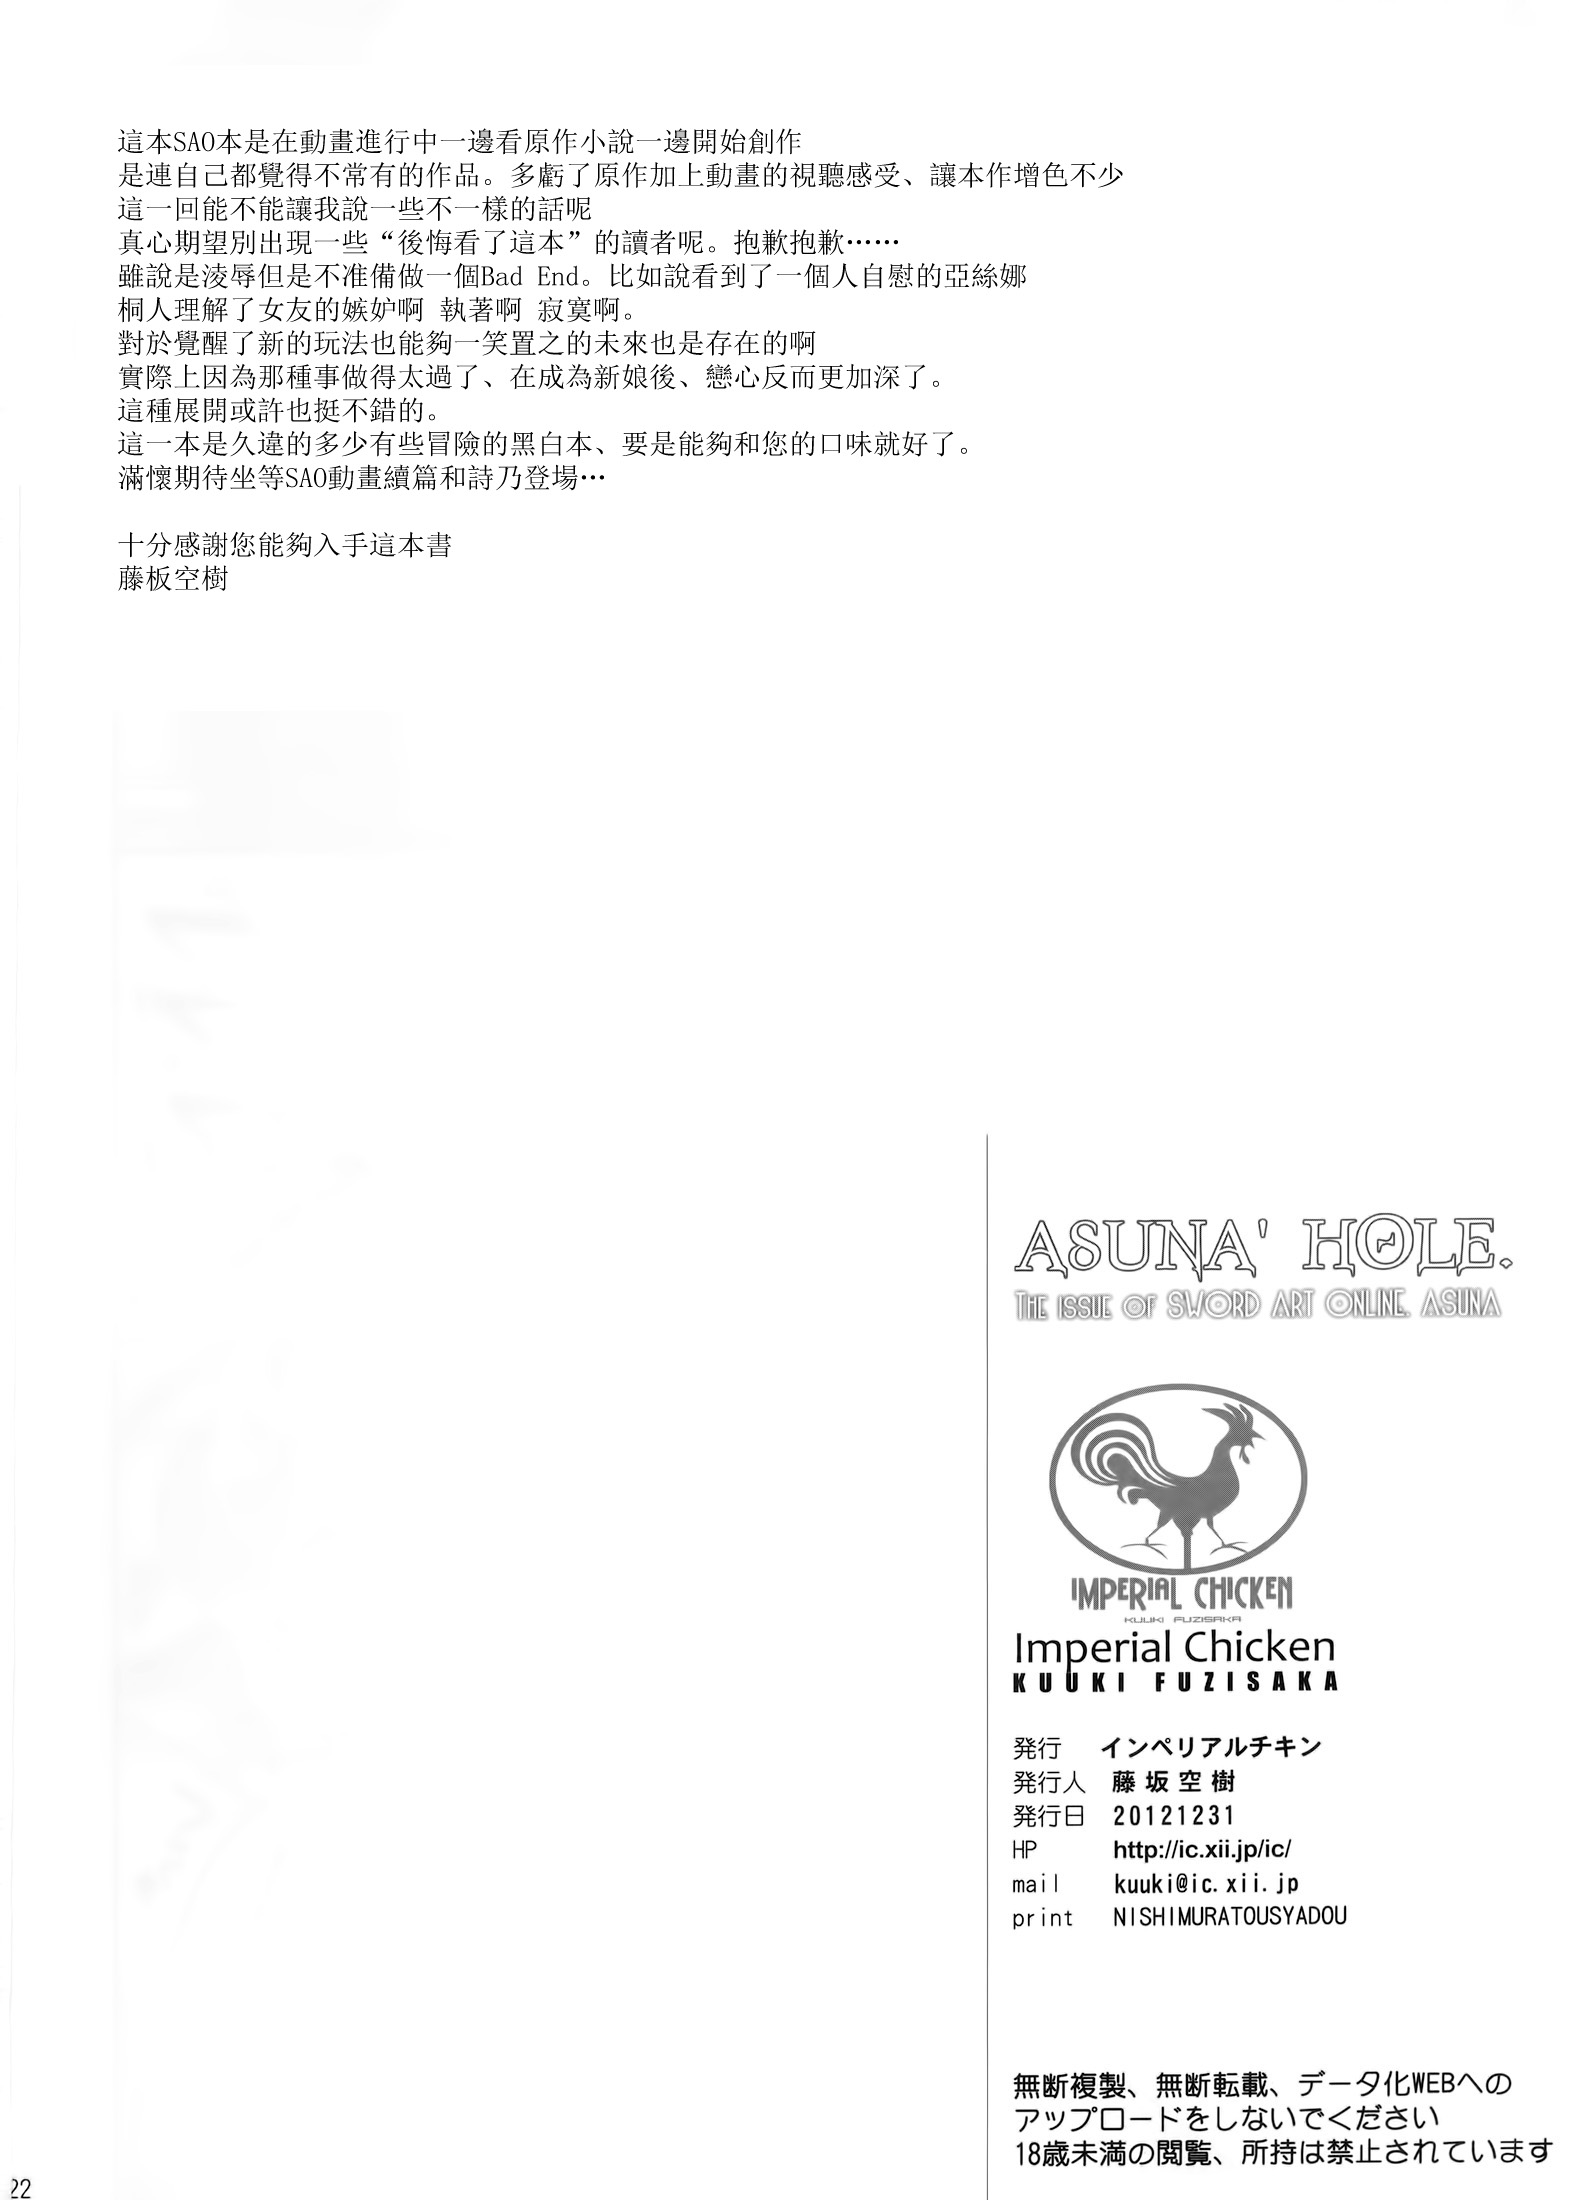 這本SAO本是在動畫進行中一邊看原作小說一邊開始創作
是連自己都覺得不常有的作品。多虧了原作加上動畫的視聽感受、讓本作增色不少
這一回能不能讓我說一些不一樣的話呢
真心期望別出現一些“後悔看了這本”的讀者呢。抱歉抱歉……
雖說是淩辱但是不准備做一個Bad End。比如說看到了一個人自慰的亞絲娜
桐人理解了女友的嫉妒啊 執著啊 寂寞啊。
對於覺醒了新的玩法也能夠一笑置之的未來也是存在的啊
實際上因為那種事做得太過了、在成為新娘後、戀心反而更加深了。
這種展開或許也挺不錯的。
這一本是久違的多少有些冒險的黑白本、要是能夠和您的口味就好了。
滿懷期待坐等SAO動畫續篇和詩乃登場…
十分感謝您能夠入手這本書
藤板空樹
ASUNA' HOLE.
THE ISSUE OF SWORD ART ONLINE. ASUNA
IMPERIAL CHICKEN
KUUKI FUZISAKA
Imperial Chicken
KUUKI FUZISAKA
発行 インペリアルチキン
発行人 藤坂空樹
発行日 20121231
HP http://ic.xii.jp/ic/
mail kuuki@ic.xii.jp
print NISHIMURATOUSYADOU
無断複製、無断転載、データ化WEBへの
アップロードをしないでください
18歳未満の閲覧、所持は禁止されています
22